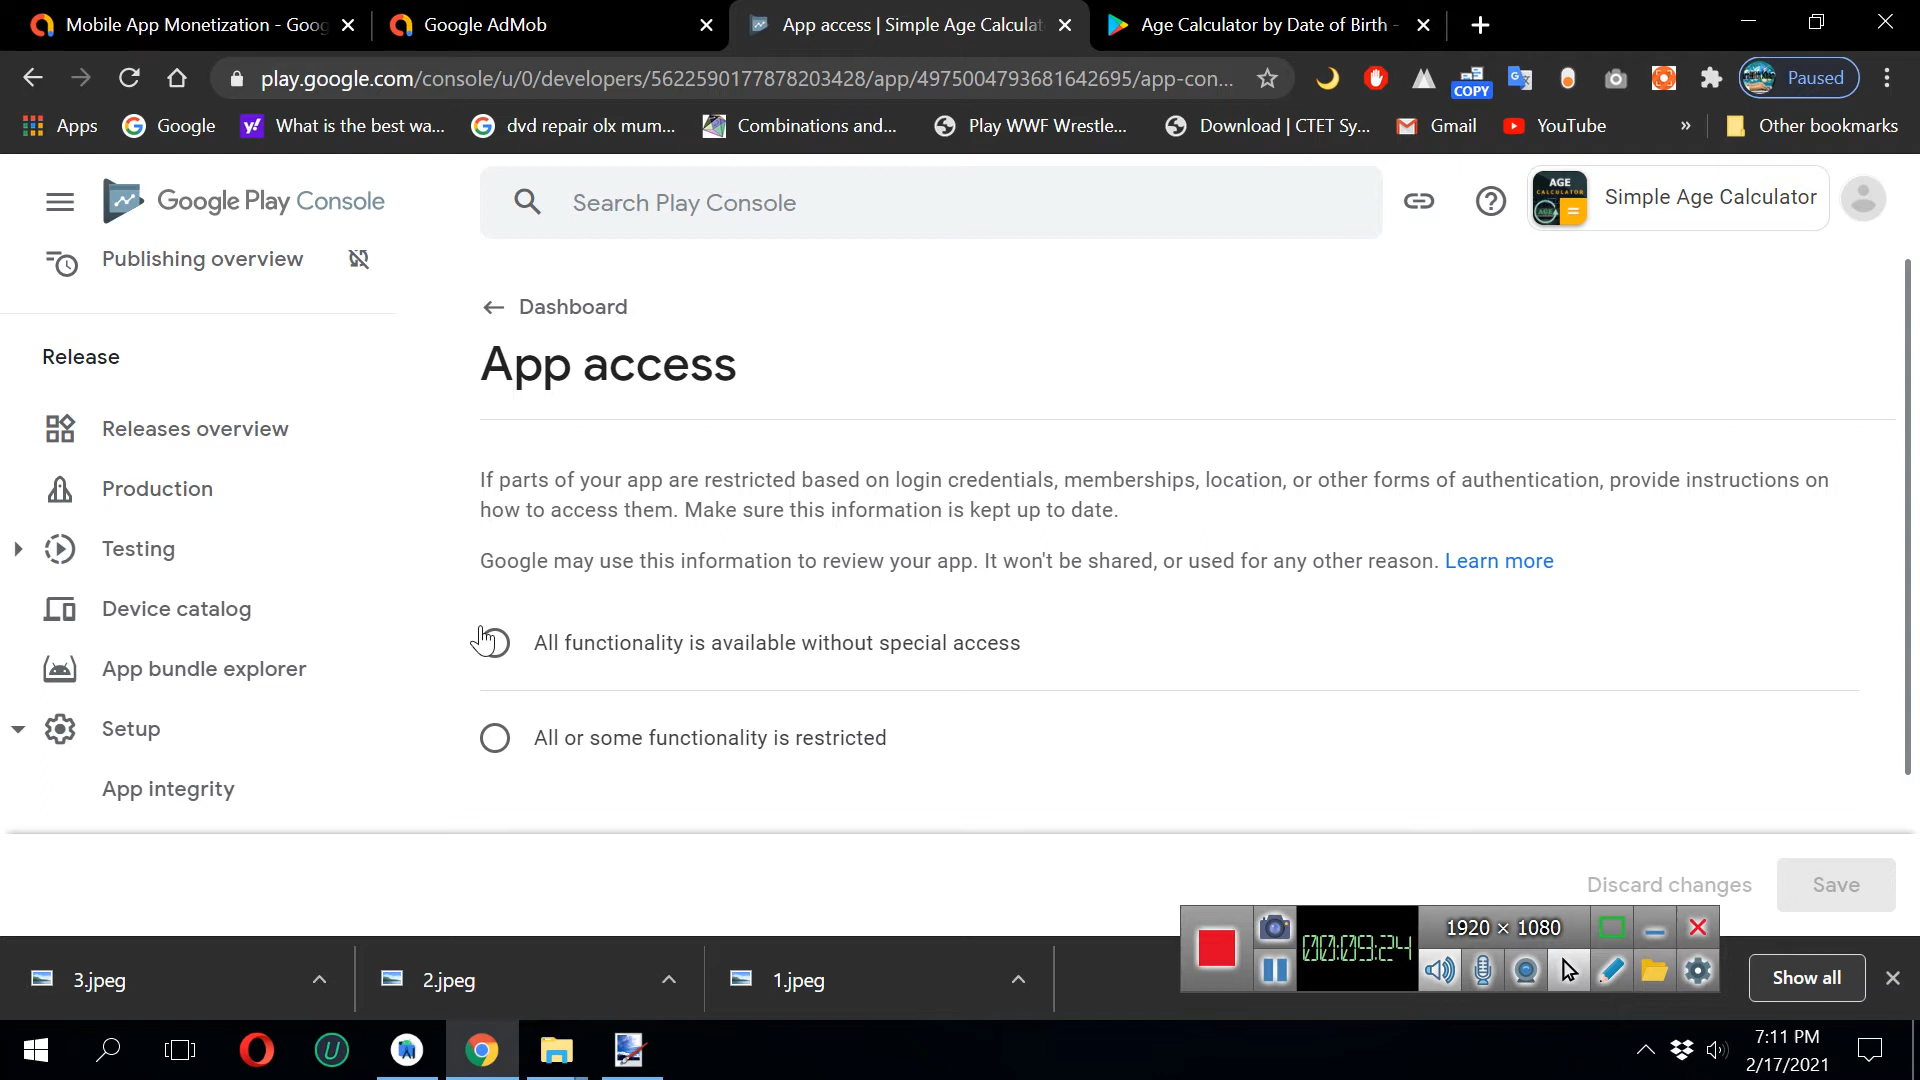 Mobile App Monetization - Goog
Google AdMob
App access | Simple Age Calculat
Age Calculator by Date of Birth -
play.google.com/console/u/0/developers/5622590177878203428/app/4975004793681642695/app-con...
COPY
Paused
Apps
Google
What is the best wa...
dvd repair olx mum...
Combinations and...
Play WWF Wrestle...
Download | CTET Sy...
Gmail
YouTube
»
Other bookmarks
Google Play Console
Search Play Console
AGE
CALCULATOR
Simple Age Calculator
Publishing overview
Dashboard
App access
Release
Releases overview
Production
Testing
Device catalog
App bundle explorer
Setup
App integrity
If parts of your app are restricted based on login credentials, memberships, location, or other forms of authentication, provide instructions on
how to access them. Make sure this information is kept up to date.
Google may use this information to review your app. It won't be shared, or used for any other reason. Learn more
All functionality is available without special access
All or some functionality is restricted
Discard changes
Save
1920 × 1080
00:09:24
3.jpeg
2.jpeg
1.jpeg
Show all
7:11 PM
2/17/2021